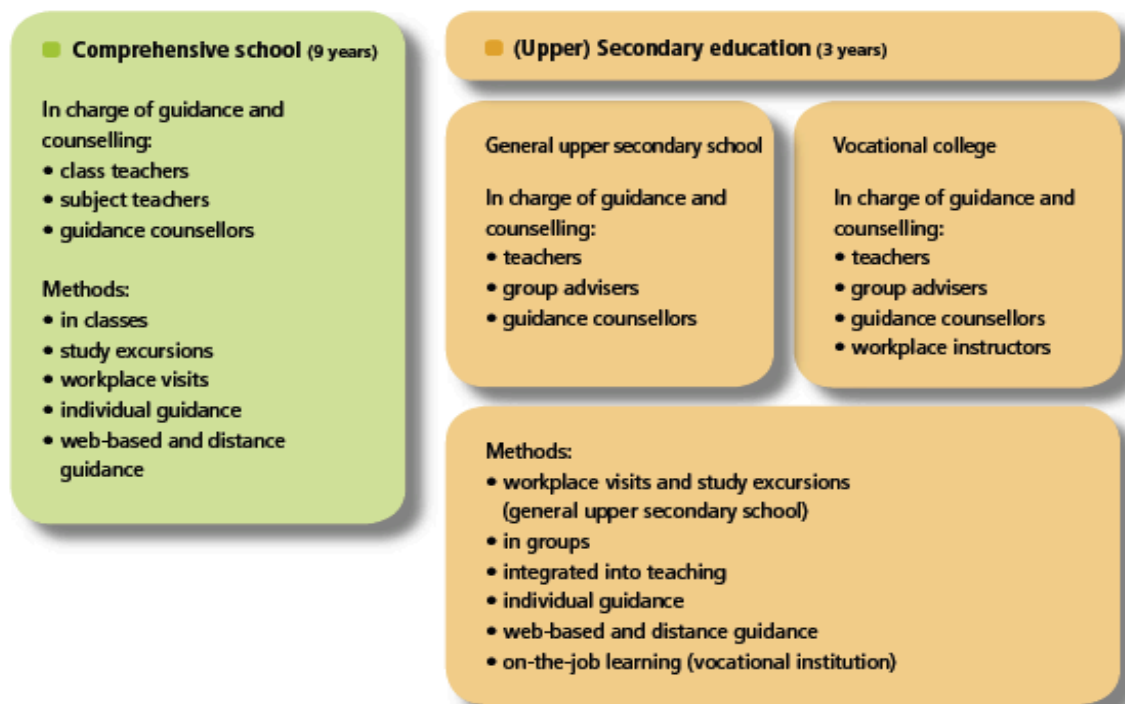 Comprehensive school (9 years)
In charge of guidance and
counselling:
• class teachers
• subject teachers
• guidance counsellors
Methods:
• in classes
• study excursions
• workplace visits
• individual guidance
• web-based and distance
guidance
(Upper) Secondary education (3 years)
General upper secondary school
In charge of guidance and
counselling:
• teachers
• group advisers
• guidance counsellors
Vocational college
In charge of guidance and
counselling:
• teachers
• group advisers
• guidance counsellors
• workplace instructors
Methods:
• workplace visits and study excursions
(general upper secondary school)
• in groups
• integrated into teaching
• individual guidance
• web-based and distance guidance
• on-the-job learning (vocational institution)